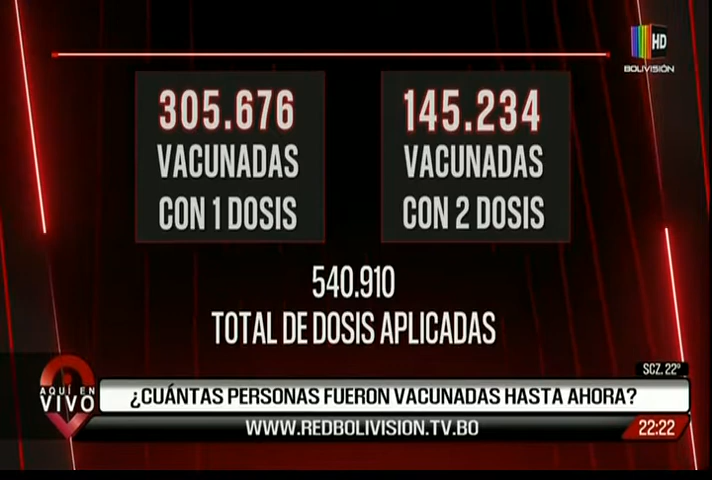 HD
BOLIVISIÓN
305.676
VACUNADAS
CON 1 DOSIS
145.234
VACUNADAS
CON 2 DOSIS
540.910
TOTAL DE DOSIS APLICADAS
SCZ. 22º
AQUÍ EN
VIVO
¿CUÁNTAS PERSONAS FUERON VACUNADAS HASTA AHORA?
WWW.REDBOLIVISION.TV.BO
22:22